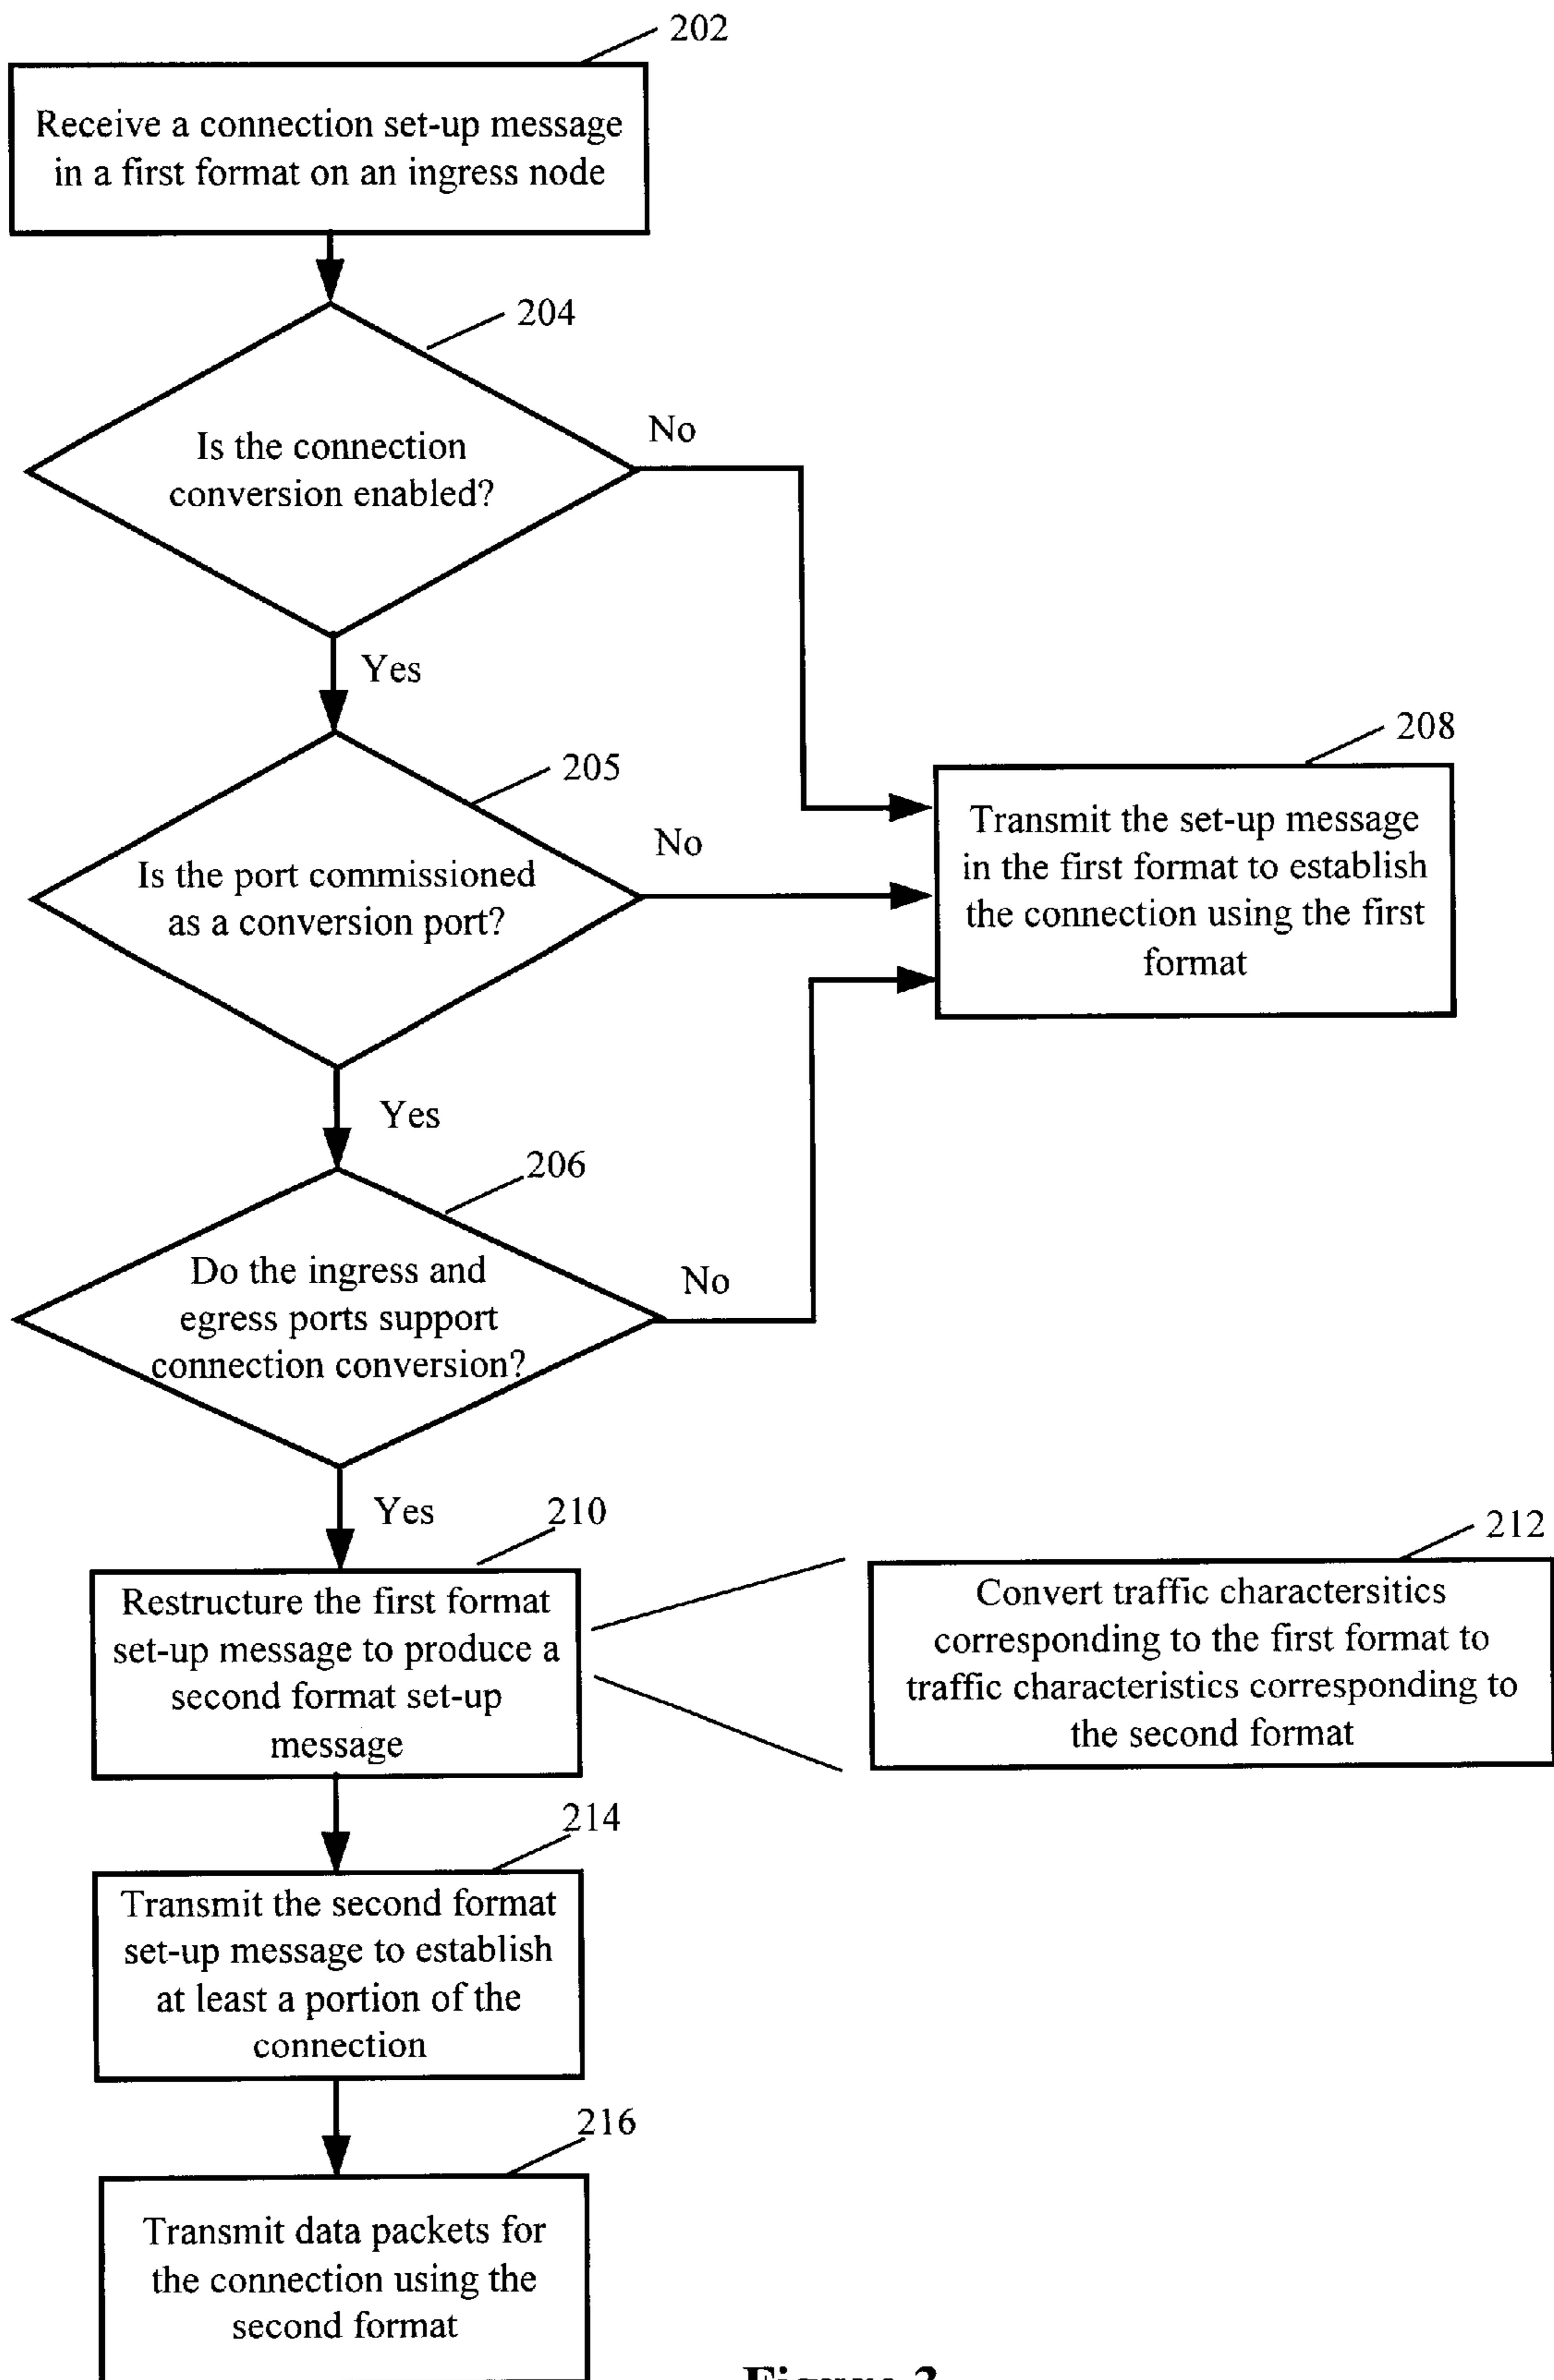 202
Receive a connection set-up message
in a first format on an ingress node
204
Is the connection
conversion enabled?
No
Yes
205
Is the port commissioned
as a conversion port?
No
208
Transmit the set-up message
in the first format to establish
the connection using the first
format
Yes
206
Do the ingress and
egress ports support
connection conversion?
No
Yes
210
Restructure the first format
set-up message to produce a
second format set-up
message
212
Convert traffic charactersitics
corresponding to the first format to
traffic characteristics corresponding to
the second format
214
Transmit the second format
set-up message to establish
at least a portion of the
connection
216
Transmit data packets for
the connection using the
second format
Figure 3